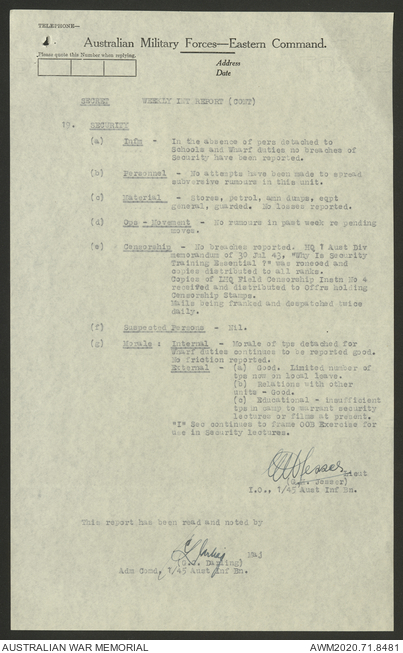 TELEPHONE—
Australian Military Forces—Eastern Command.
Please quote this Number when replying.
Address
Date
SECRET WEEKLY INT REPORT (CONT)
19. SECURITY
(a) Infm - In the absence of pers detached to
Schools and Wharf duties no breaches of
Security have been reported.
(b) Personnel - No attempts have been made to spread
subversive rumours in this unit.
(c) Material - Stores, petrol, amn dumps, eqpt
general, guarded. No losses reported.
(d) Ops - Movement - No rumours in past week re pending
moves.
(e) Censorship - No breaches reported. HQ 1 Aust Div
memorandum of 30 Jul 43, "Why is Security
Training Essential ?" was roneoed and
copies distributed to all ranks.
Copies of LHQ Field Censorship Instn No 4
received and distributed to Offrs holding
Censorship Stamps.
Mails being franked and despatched twice
daily.
(f) Suspected Persons - Nil.
(g) Morale : Internal - Morale of tps detached for
Wharf duties continues to be reported good.
No friction reported.
External - (a) Good. Limited number of
tps now on local leave.
(b) Relations with other
units - Good.
(c) Educational - insufficient
tps in camp to warrant security
lectures or films at present.
"I" Sec continues to frame OOB Exercise for
use in Security lectures.
Lieut
Jesser)
I.O., 1/45 Aust Inf Bn.
This report has been read and noted by
Maj
Darling)
Adm Comd, 1/45 Aust Inf Bn.
AUSTRALIAN WAR MEMORIAL
AWM2020.71.8481